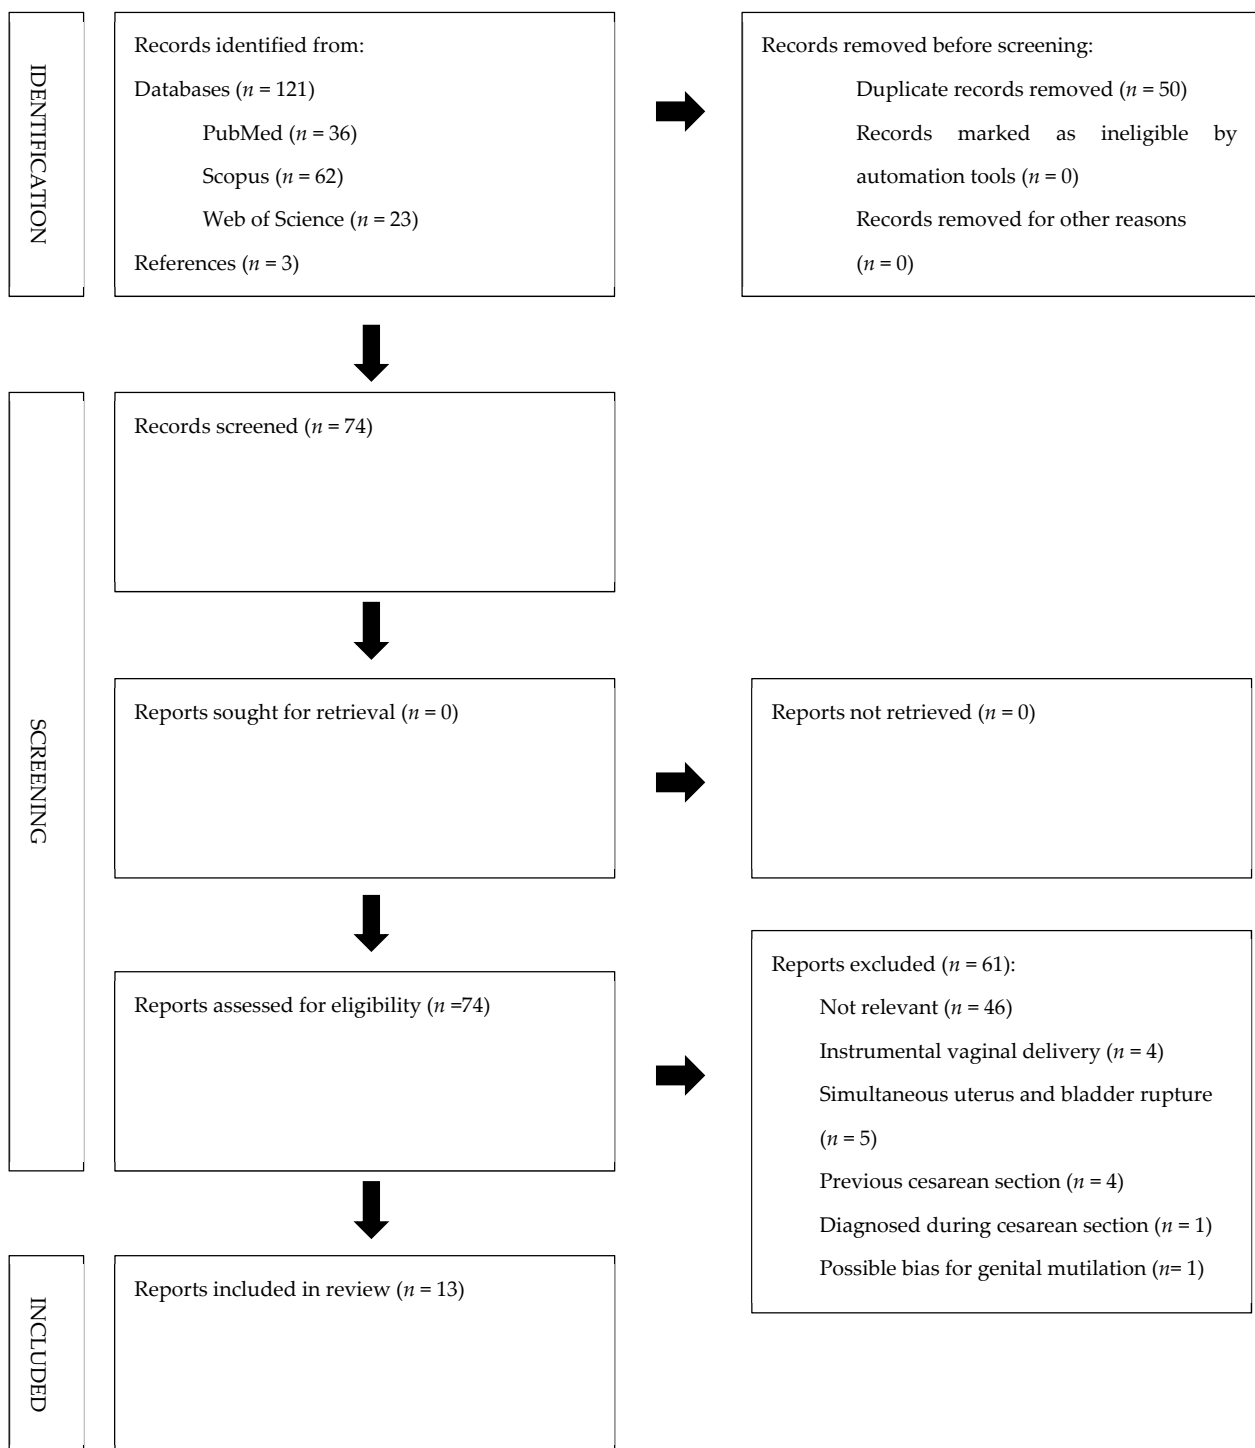 IDENTIFICATION
Records identified from:
Databases (n = 121)
PubMed (n = 36)
Scopus (n = 62)
Web of Science (n = 23)
References (n = 3)
Records removed before screening:
Duplicate records removed (n = 50)
Records marked as ineligible by
automation tools (n = 0)
Records removed for other reasons
(n = 0)
SCREENING
Records screened (n = 74)
Reports sought for retrieval (n = 0)
Reports not retrieved (n = 0)
Reports assessed for eligibility (n =74)
Reports excluded (n = 61):
Not relevant (n = 46)
Instrumental vaginal delivery (n = 4)
Simultaneous uterus and bladder rupture
(n = 5)
Previous cesarean section (n = 4)
Diagnosed during cesarean section (n = 1)
Possible bias for genital mutilation (n= 1)
INCLUDED
Reports included in review (n = 13)